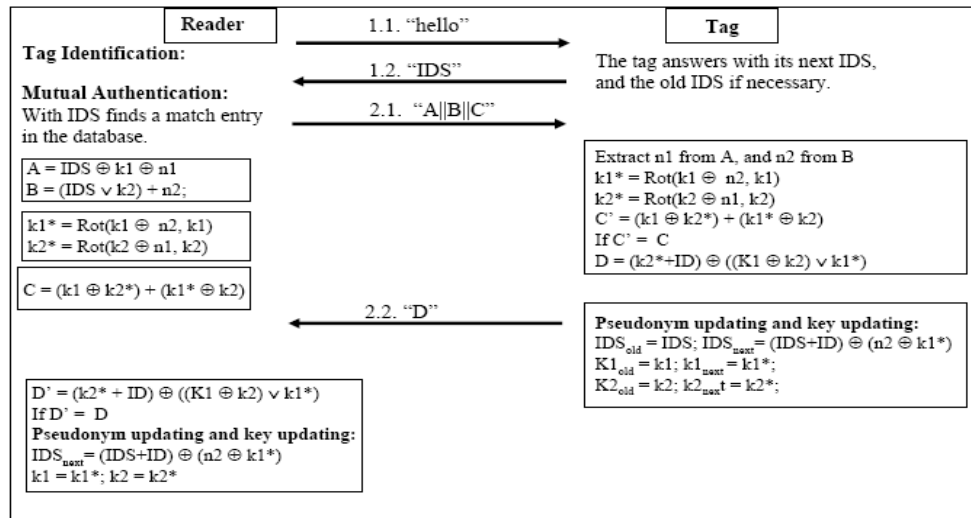 Reader
1.1. “hello”
Tag
Tag Identification:
1.2. “IDS”
The tag answers with its next IDS,
and the old IDS if necessary.
Mutual Authentication:
With IDS finds a match entry
in the database.
2.1. “A||B||C”
A = IDS ⊕ k1 ⊕ n1
B = (IDS ∨ k2) + n2;
k1* = Rot(k1 ⊕ n2, k1)
k2* = Rot(k2 ⊕ n1, k2)
C = (k1 ⊕ k2*) + (k1* ⊕ k2)
Extract n1 from A, and n2 from B
k1* = Rot(k1 ⊕ n2, k1)
k2* = Rot(k2 ⊕ n1, k2)
C’ = (k1 ⊕ k2*) + (k1* ⊕ k2)
If C’ = C
D = (k2*+ID) ⊕ ((K1 ⊕ k2) ∨ k1*)
2.2. “D”
Pseudonym updating and key updating:
IDSold = IDS; IDSnext= (IDS+ID) ⊕ (n2 ⊕ k1*)
K1old = k1; k1next = k1*;
K2old = k2; k2next = k2*;
D’ = (k2* + ID) ⊕ ((K1 ⊕ k2) ∨ k1*)
If D’ = D
Pseudonym updating and key updating:
IDSnext= (IDS+ID) ⊕ (n2 ⊕ k1*)
k1 = k1*; k2 = k2*